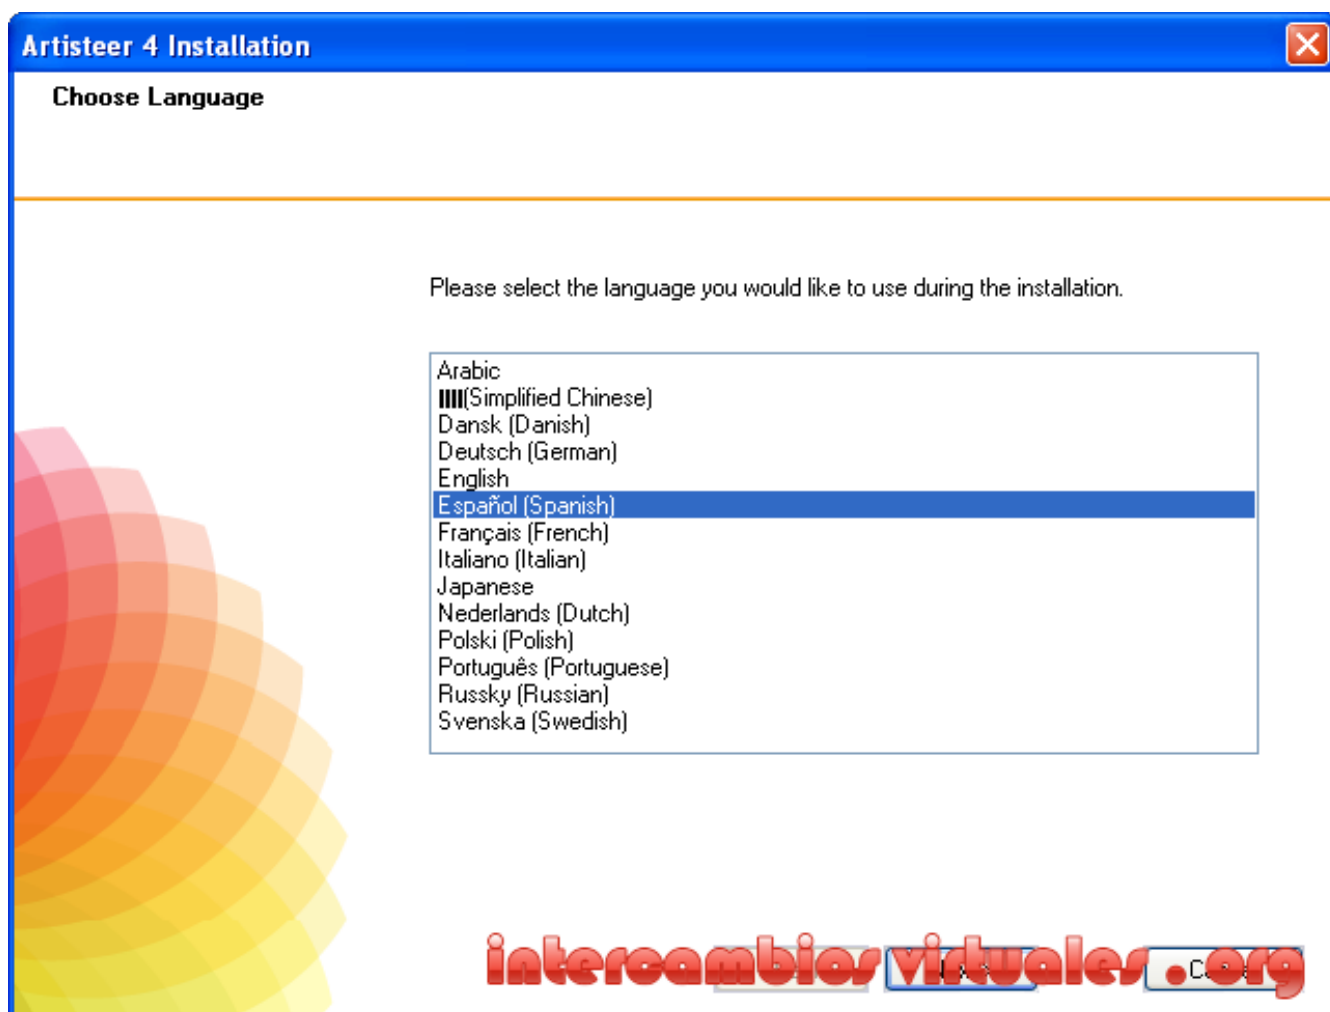 Artisteer 4 Installation
Choose Language
Please select the language you would like to use during the installation.
Arabic
(Simplified Chinese)
Dansk (Danish)
Deutsch (German)
English
Español (Spanish)
Français (French)
Italiano (Italian)
Japanese
Nederlands (Dutch)
Polski (Polish)
Português (Portuguese)
Russky (Russian)
Svenska (Swedish)
intercambios virtuales . org